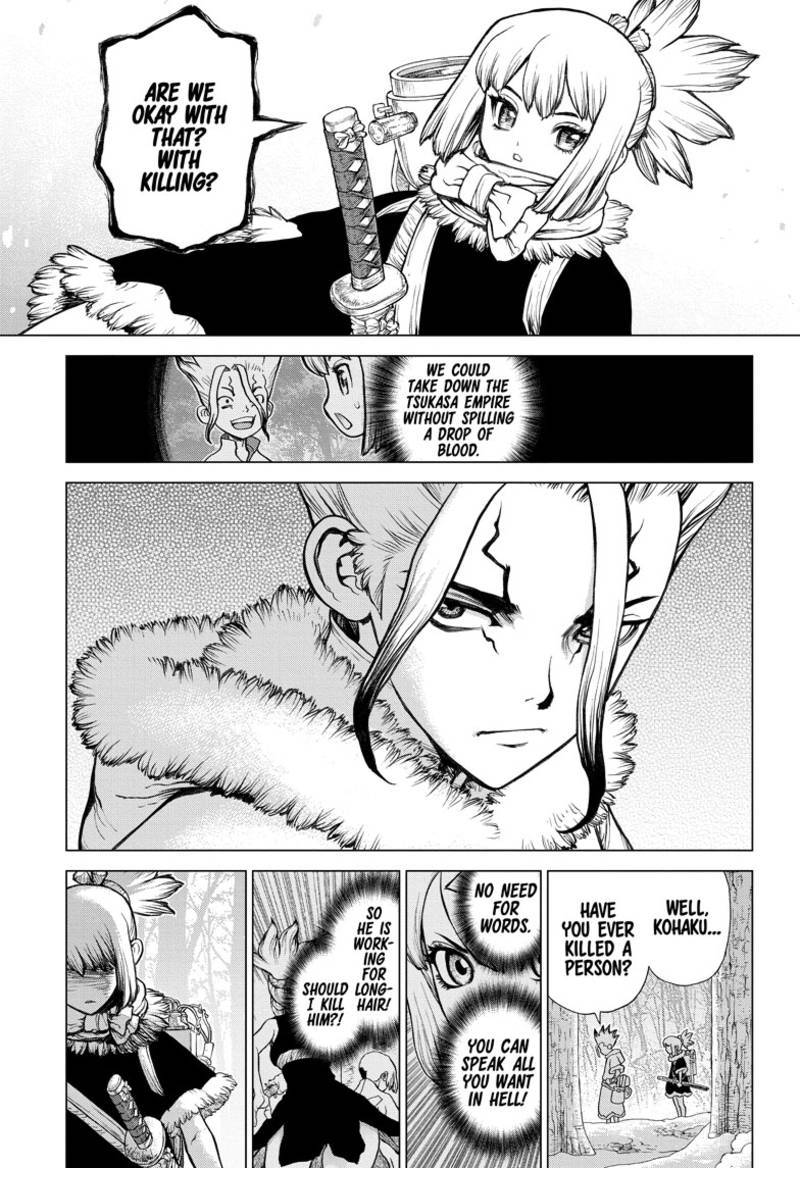 ARE WE
OKAY WITH
THAT?
WITH
KILLING?
WE COULD
TAKE DOWN THE
TSUKASA EMPIRE
WITHOUT SPILLING
A DROP OF
BLOOD.
WELL,
KOHAKU...
HAVE
YOU EVER
KILLED A
PERSON?
NO NEED
FOR
WORDS.
YOU CAN
SPEAK ALL
YOU WANT
IN HELL!
SO
HE IS
WORK-
ING
FOR
LONG-
HAIR!
SHOULD
I KILL
HIM?!